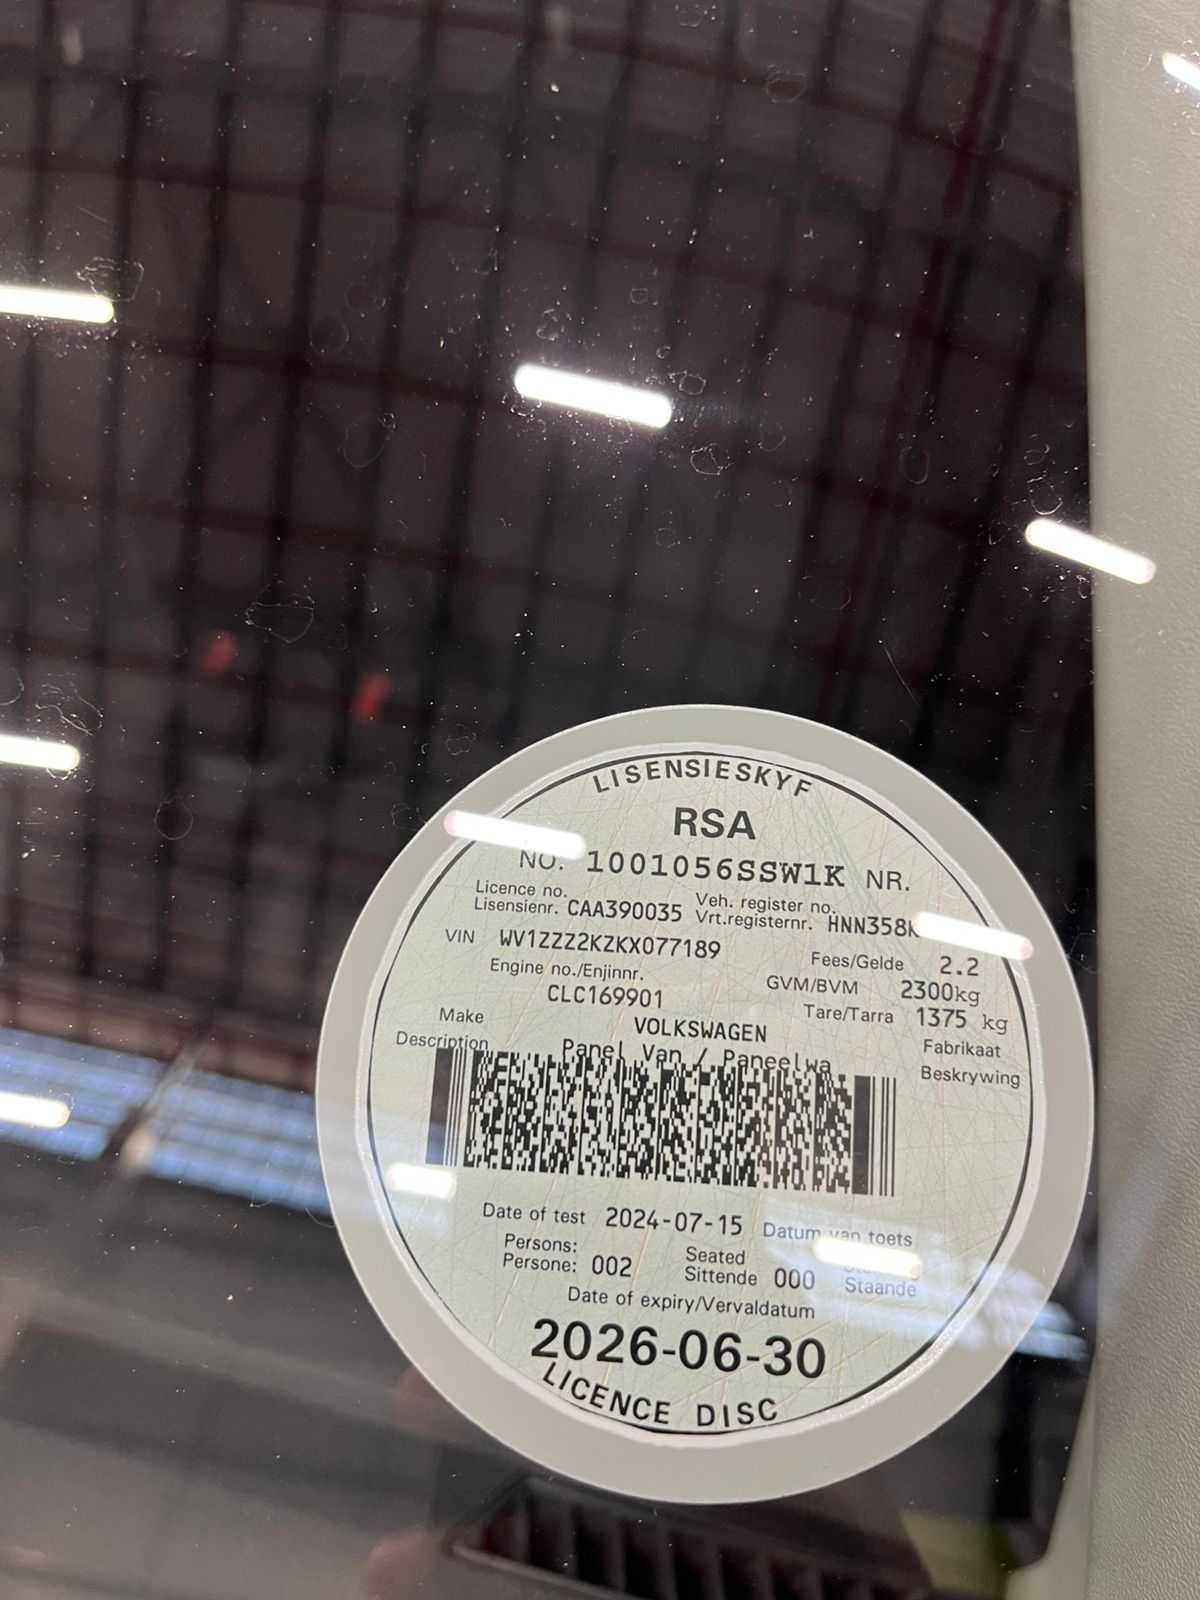 LISENSIESKYF
RSA
NO. 1001056SSW1K NR.
Licence no.
Lisensienr. CAA390035
Veh. register no.
Vrt.registernr.
VIN WV1ZZZ2KZKX077189
Fees/Gelde 2.2
Engine no./Enjinnr.
CLC169901
GVM/BVM 2300kg
Tare/Tarra 1375 kg
Make VOLKSWAGEN Fabrikaat
Description Panel Van / Paneelwa Beskrywing
Date of test 2024-07-15 Datum van toets
Persons:
Persone: 002
Seated
Sittende 000
Staande
Date of expiry/Vervaldatum
2026-06-30
LICENCE DISC